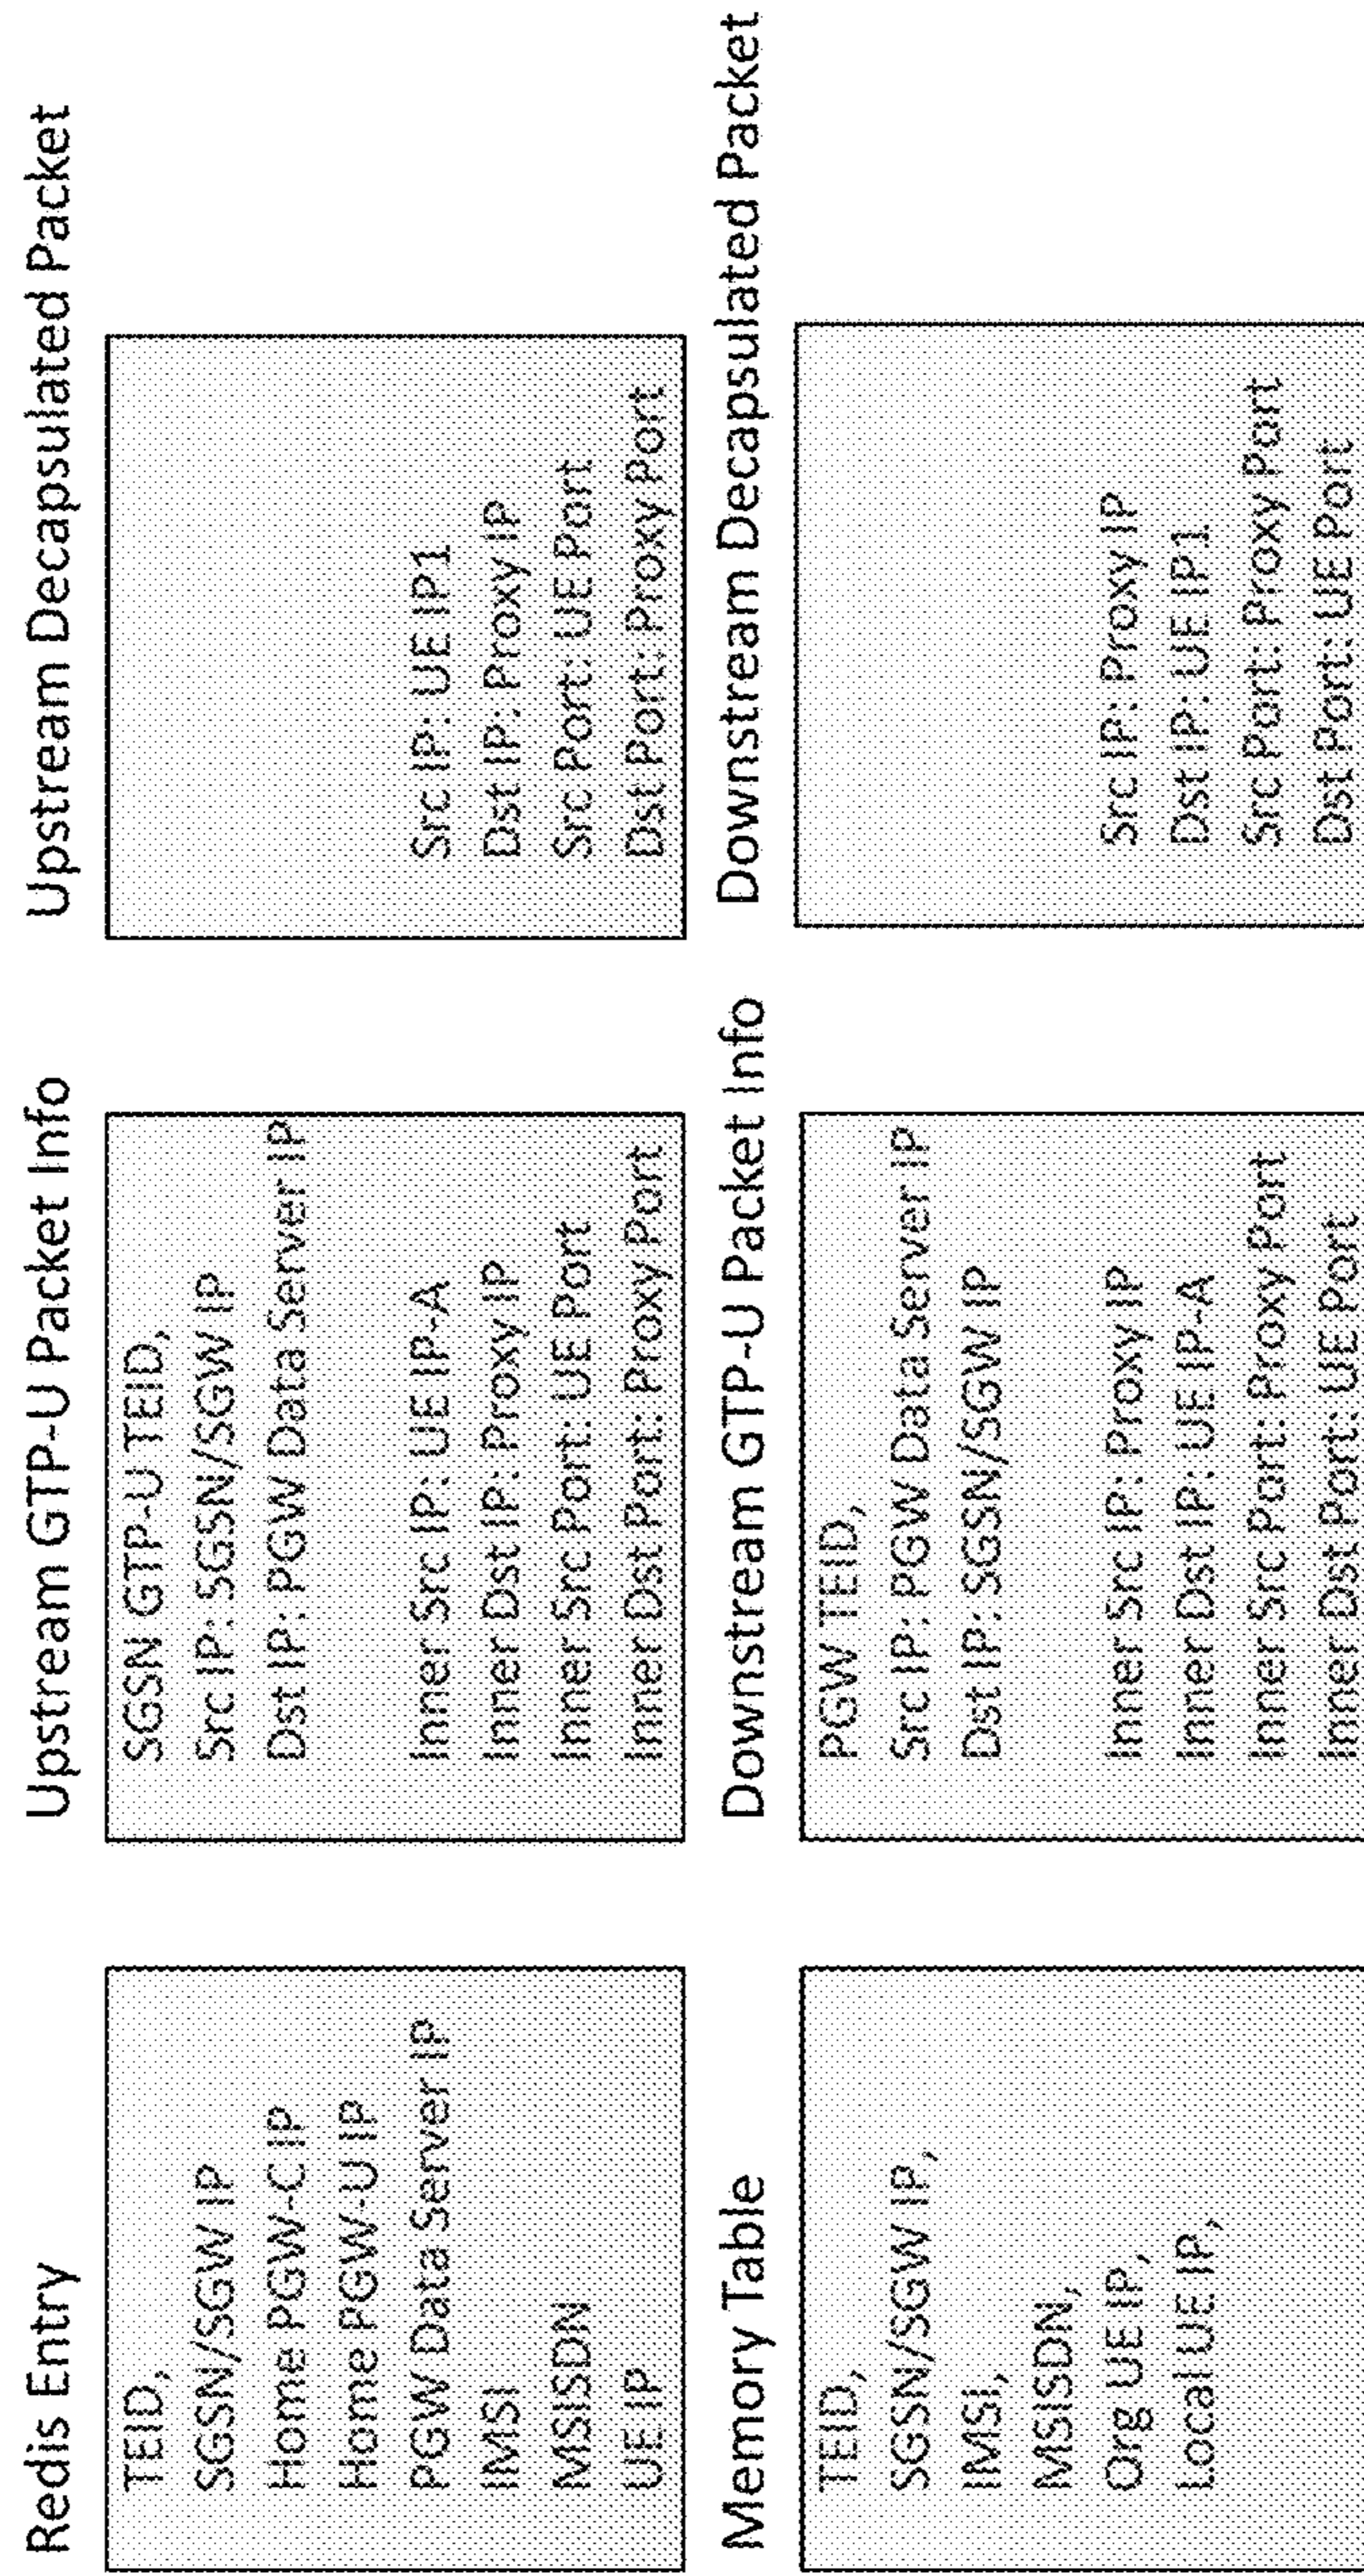 Redis Entry
TEID,
SGSN/SGW IP
Home PGW-C IP
Home PGW-U IP
PGW Data Server IP
IMSI
MSISDN
UE IP
Upstream GTP-U Packet Info
SGSN GTP-U TEID,
Src IP: SGSN/SGW IP
Dst IP: PGW Data Server IP
Inner Src IP: UE IP-A
Inner Dst IP: Proxy IP
Inner Src Port: UE Port
Inner Dst Port: Proxy Port
Upstream Decapsulated Packet
Src IP: UE IP1
Dst IP: Proxy IP
Src Port: UE Port
Dst Port: Proxy Port
Memory Table
TEID,
SGSN/SGW IP,
IMSI,
MSISDN,
Org UE IP,
Local UE IP,
Downstream GTP-U Packet Info
PGW TEID,
Src IP: PGW Data Server IP
Dst IP: SGSN/SGW IP
Inner Src IP: Proxy IP
Inner Dst IP: UE IP-A
Inner Src Port: Proxy Port
Inner Dst Port: UE Port
Downstream Decapsulated Packet
Src IP: Proxy IP
Dst IP: UE IP1
Src Port: Proxy Port
Dst Port: UE Port